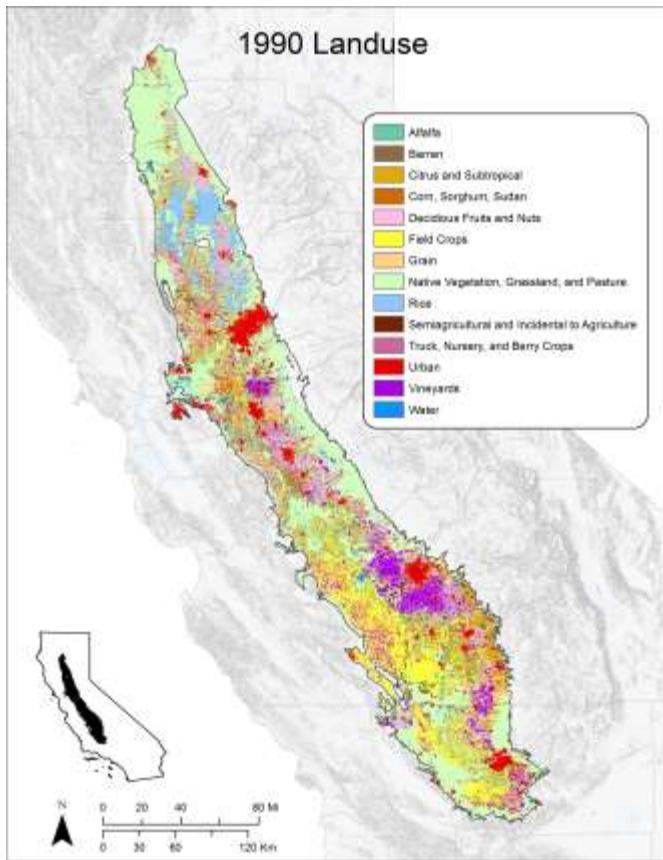 1990 Landuse
Alfalfa
Barren
Citrus and Subtropical
Corn, Sorghum, Sudan
Decidious Fruits and Nuts
Field Crops
Grain
Native Vegetation, Grassland, and Pasture
Rice
Semiagricultural and Incidental to Agriculture
Truck, Nursery, and Berry Crops
Urban
Vineyards
Water
N
0 20 40 80 Mi
0 30 60 120 Km